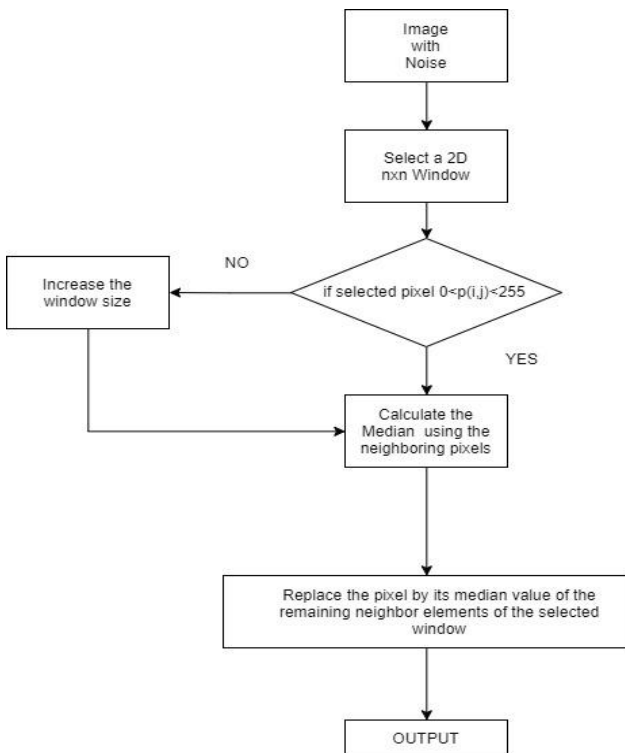 Image
with
Noise
Select a 2D
nxn Window
NO
Increase the
window size
if selected pixel 0<p(i,j)<255
YES
Calculate the
Median using the
neighboring pixels
Replace the pixel by its median value of the
remaining neighbor elements of the selected
window
OUTPUT